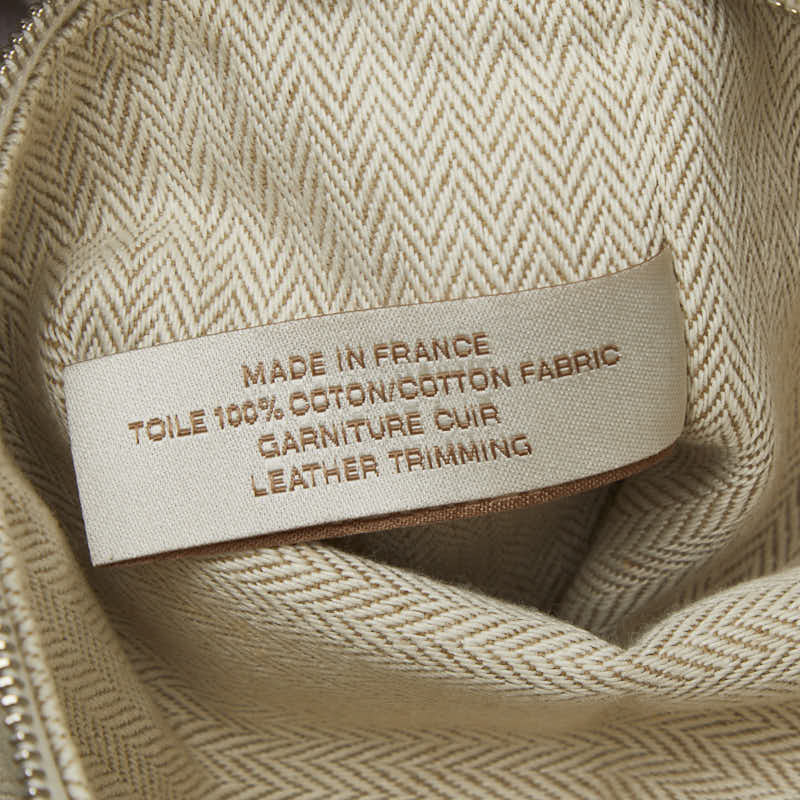 MADE IN FRANCE
TOILE 100% COTON/COTTON FABRIC
GARNITURE CUIR
LEATHER TRIMMING